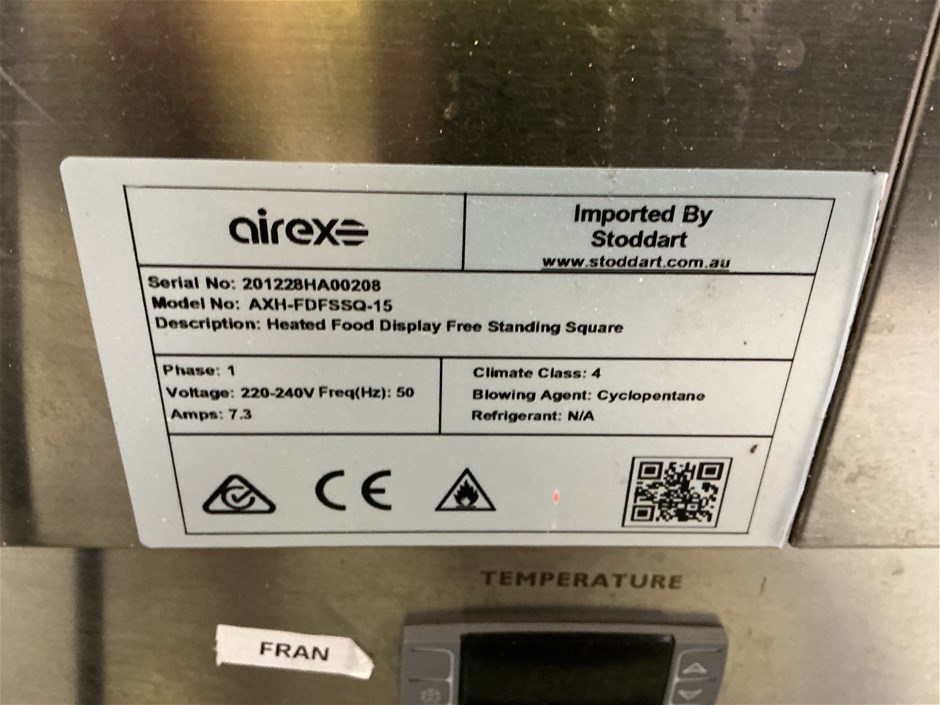 airex
Imported By
Stoddart
www.stoddart.com.au
Serial No: 201228HA00208
Model No: AXH-FDFSSQ-15
Description: Heated Food Display Free Standing Square
Phase: 1
Voltage: 220-240V Freq(Hz): 50
Amps: 7.3
Climate Class: 4
Blowing Agent: Cyclopentane
Refrigerant: N/A
CE
TEMPERATURE
FRAN